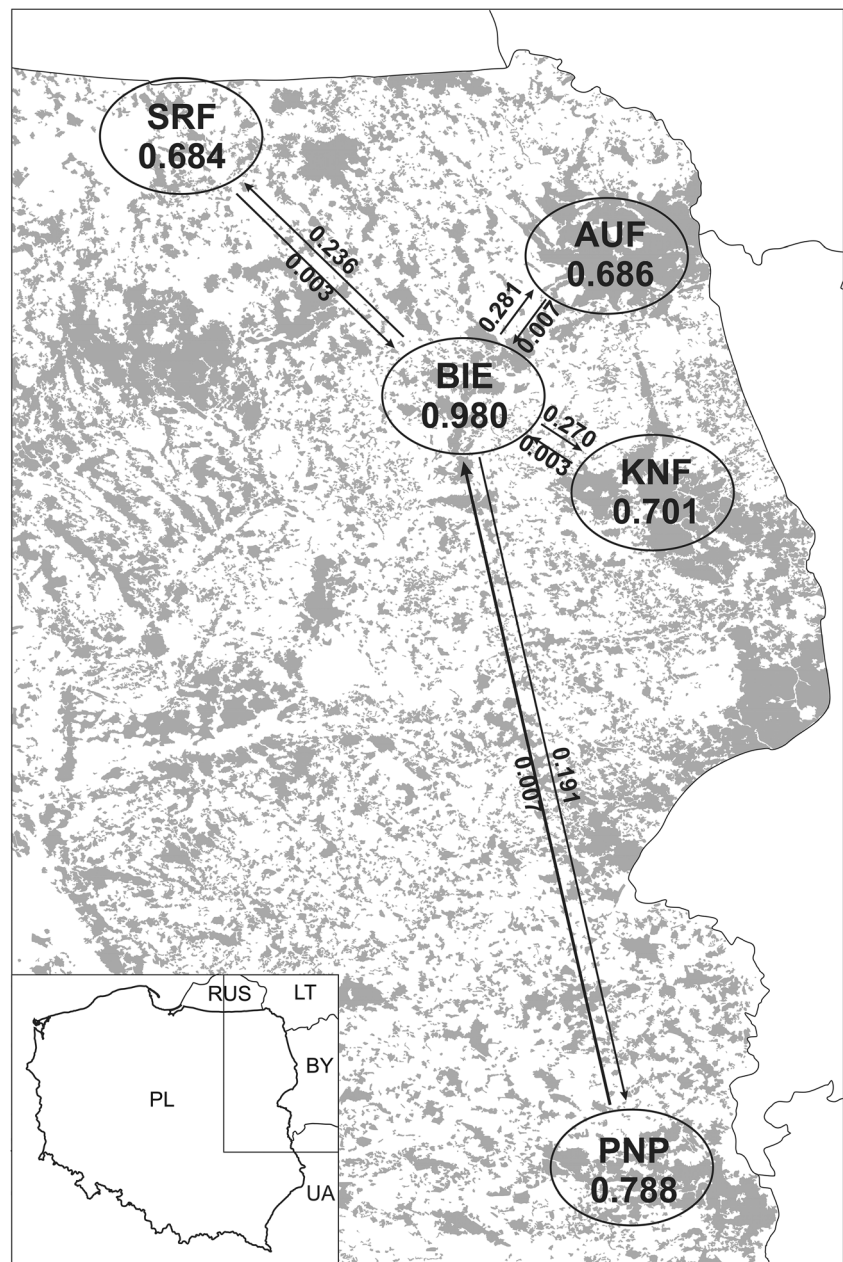 SRF
0.684
AUF
0.686
0.236
0.003
0.281
0.007
BIE
0.980
0.270
0.003
KNF
0.701
0.191
0.007
RUS
LT
BY
PL
UA
PNP
0.788